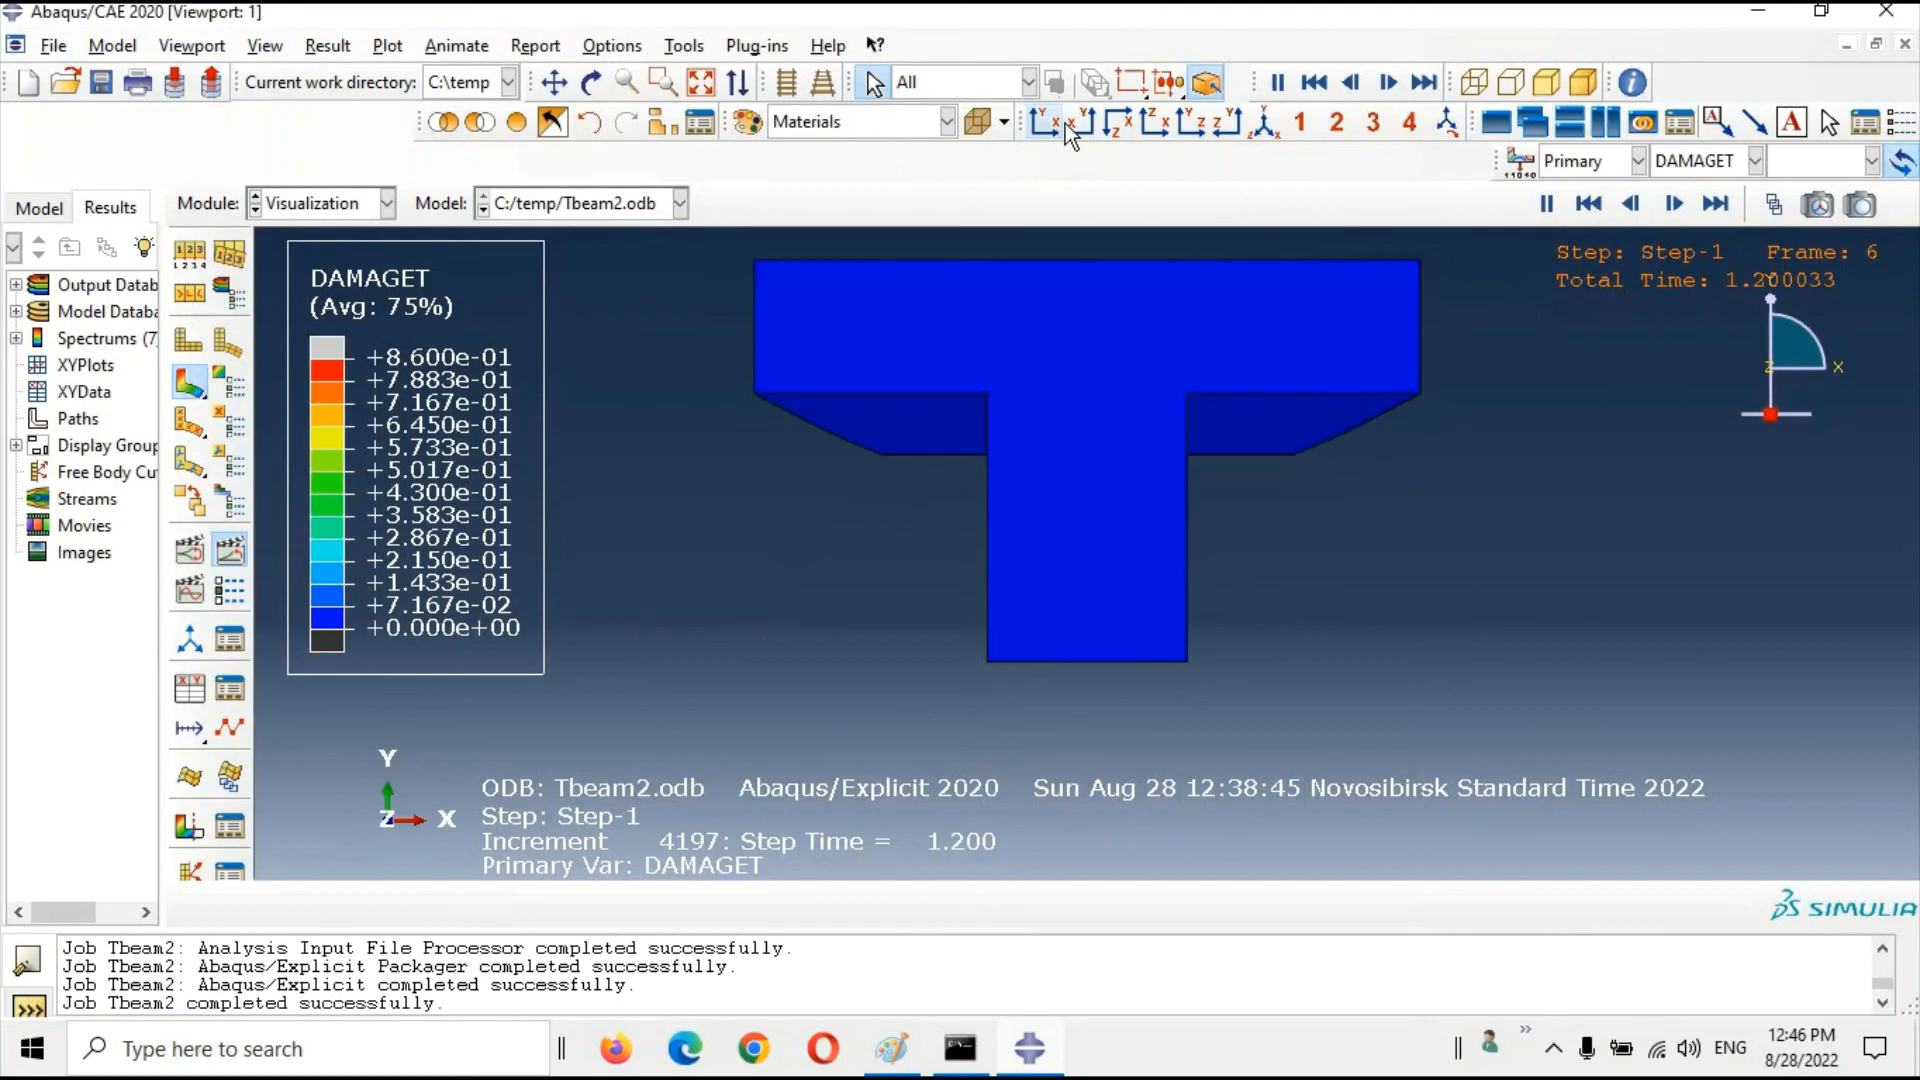 Abaqus/CAE 2020 [Viewport: 1]
File Model Viewport View Result Plot Animate Report Options Tools Plug-ins Help
Current work directory: C:\temp
All
Materials
1 2 3 4
Primary DAMAGET
Model Results
Module: Visualization Model: C:/temp/Tbeam2.odb
Output Datab
Model Databa
Spectrums (7
XYPlots
XYData
Paths
Display Group
Free Body Cu
Streams
Movies
Images
DAMAGET
(Avg: 75%)
+8.600e-01
+7.883e-01
+7.167e-01
+6.450e-01
+5.733e-01
+5.017e-01
+4.300e-01
+3.583e-01
+2.867e-01
+2.150e-01
+1.433e-01
+7.167e-02
+0.000e+00
Step: Step-1 Frame: 6
Total Time: 1.200033
Y
Z X
Y
Z X
ODB: Tbeam2.odb Abaqus/Explicit 2020 Sun Aug 28 12:38:45 Novosibirsk Standard Time 2022
Step: Step-1
Increment 4197: Step Time = 1.200
Primary Var: DAMAGET
SIMULIA
Job Tbeam2: Analysis Input File Processor completed successfully.
Job Tbeam2: Abaqus/Explicit Packager completed successfully.
Job Tbeam2: Abaqus/Explicit completed successfully.
Job Tbeam2 completed successfully.
Type here to search
ENG
12:46 PM
8/28/2022